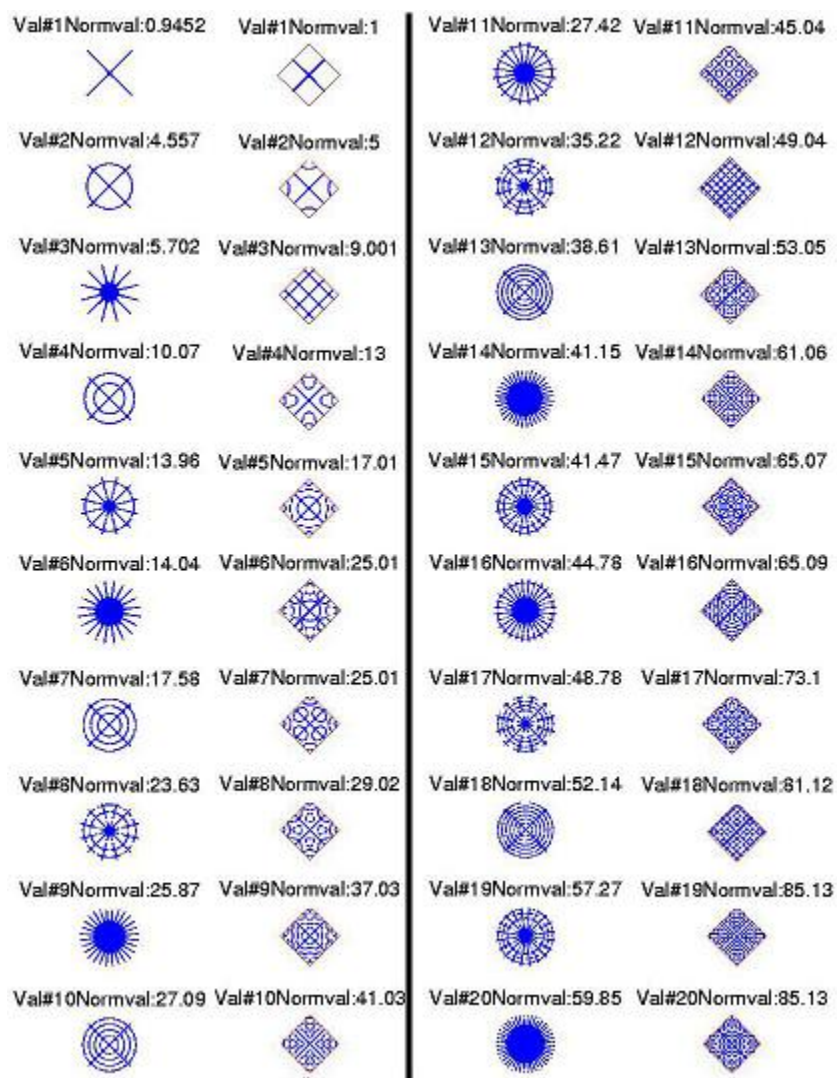 Val#1Normval:0.9452 Val#1Normval:1 Val#11Normval:27.42 Val#11Normval:45.04
Val#2Normval:4.557 Val#2Normval:5 Val#12Normval:35.22 Val#12Normval:49.04
Val#3Normval:5.702 Val#3Normval:9.001 Val#13Normval:38.61 Val#13Normval:53.05
Val#4Normval:10.07 Val#4Normval:13 Val#14Normval:41.15 Val#14Normval:61.06
Val#5Normval:13.96 Val#5Normval:17.01 Val#15Normval:41.47 Val#15Normval:65.07
Val#6Normval:14.04 Val#6Normval:25.01 Val#16Normval:44.78 Val#16Normval:65.09
Val#7Normval:17.58 Val#7Normval:25.01 Val#17Normval:48.78 Val#17Normval:73.1
Val#8Normval:23.63 Val#8Normval:29.02 Val#18Normval:52.14 Val#18Normval:81.12
Val#9Normval:25.87 Val#9Normval:37.03 Val#19Normval:57.27 Val#19Normval:85.13
Val#10Normval:27.09 Val#10Normval:41.03 Val#20Normval:59.85 Val#20Normval:85.13